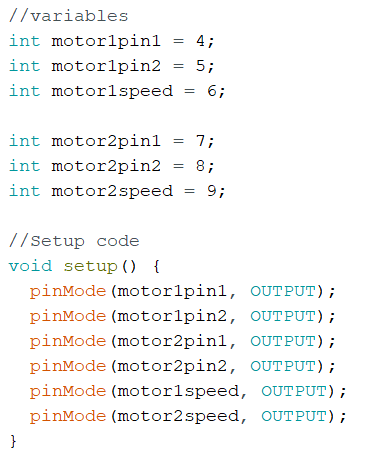 //variables
int motor1pin1 = 4;
int motor1pin2 = 5;
int motor1speed = 6;
int motor2pin1 = 7;
int motor2pin2 = 8;
int motor2speed = 9;
//Setup code
void setup() {
pinMode(motor1pin1, OUTPUT);
pinMode(motor1pin2, OUTPUT);
pinMode(motor2pin1, OUTPUT);
pinMode(motor2pin2, OUTPUT);
pinMode(motor1speed, OUTPUT);
pinMode(motor2speed, OUTPUT);
}